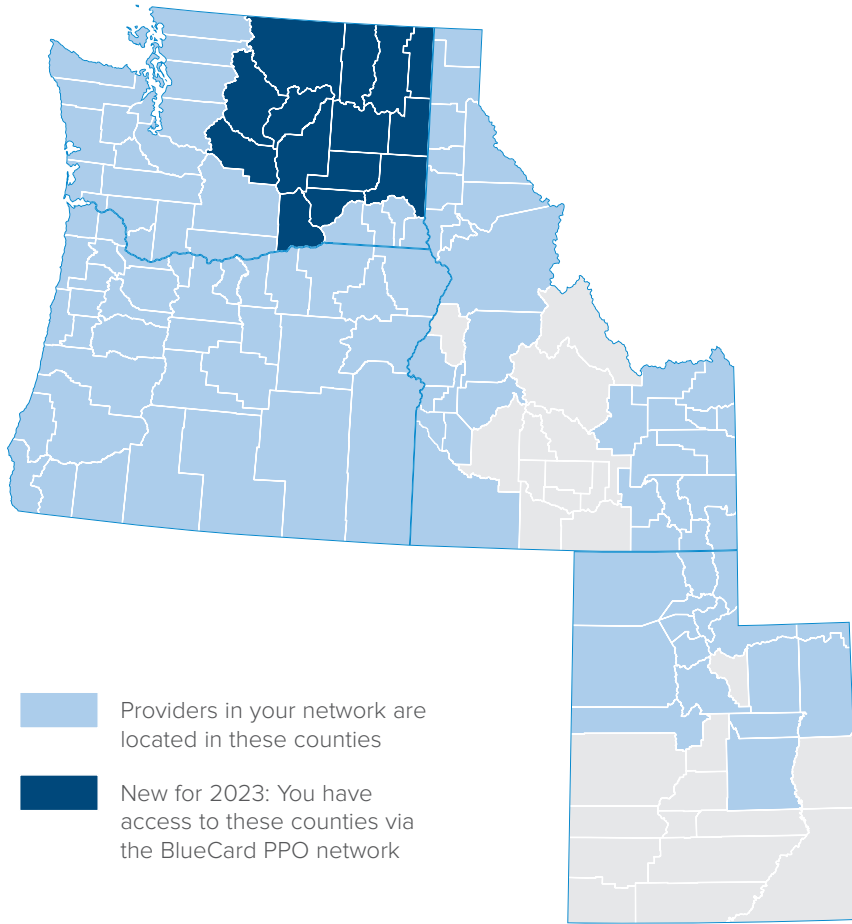 Providers in your network are
located in these counties
New for 2023: You have
access to these counties via
the BlueCard PPO network